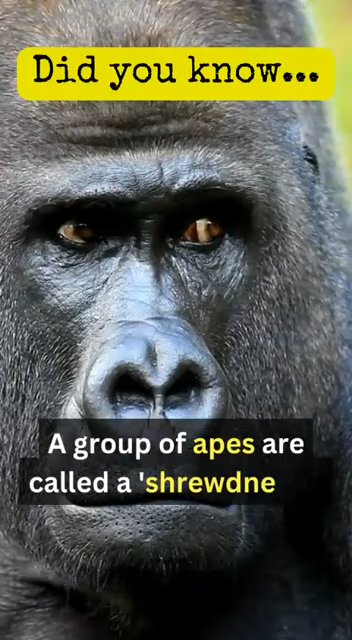 Did you know...
A group of apes are
called a 'shrewdne